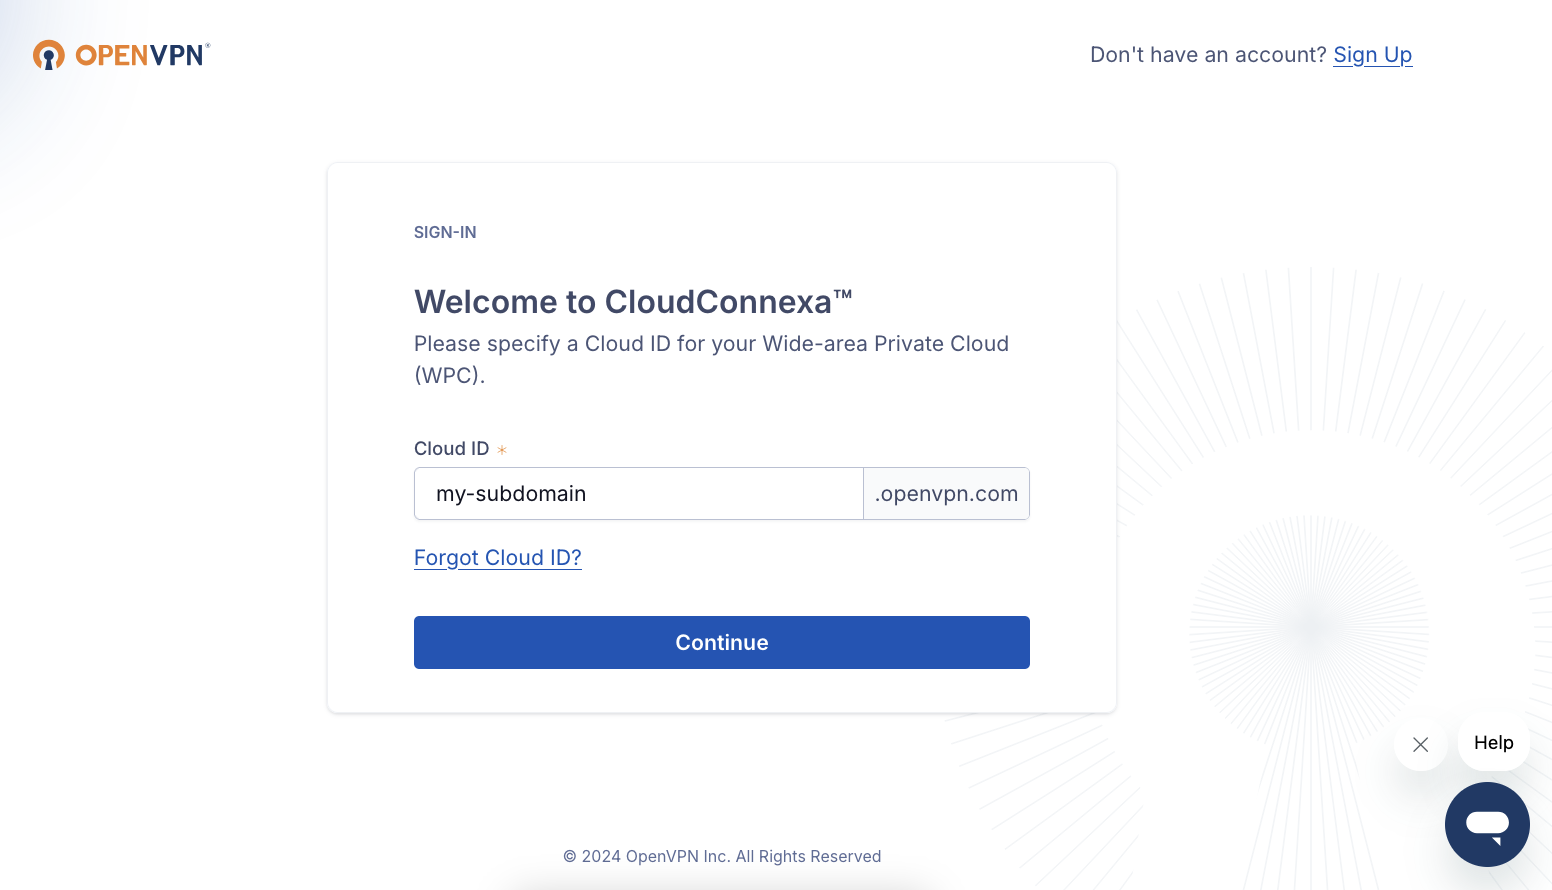 OPENVPN®
Don't have an account? Sign Up
SIGN-IN
Welcome to CloudConnexa™
Please specify a Cloud ID for your Wide-area Private Cloud
(WPC).
Cloud ID *
my-subdomain .openvpn.com
Forgot Cloud ID?
Continue
Help
© 2024 OpenVPN Inc. All Rights Reserved